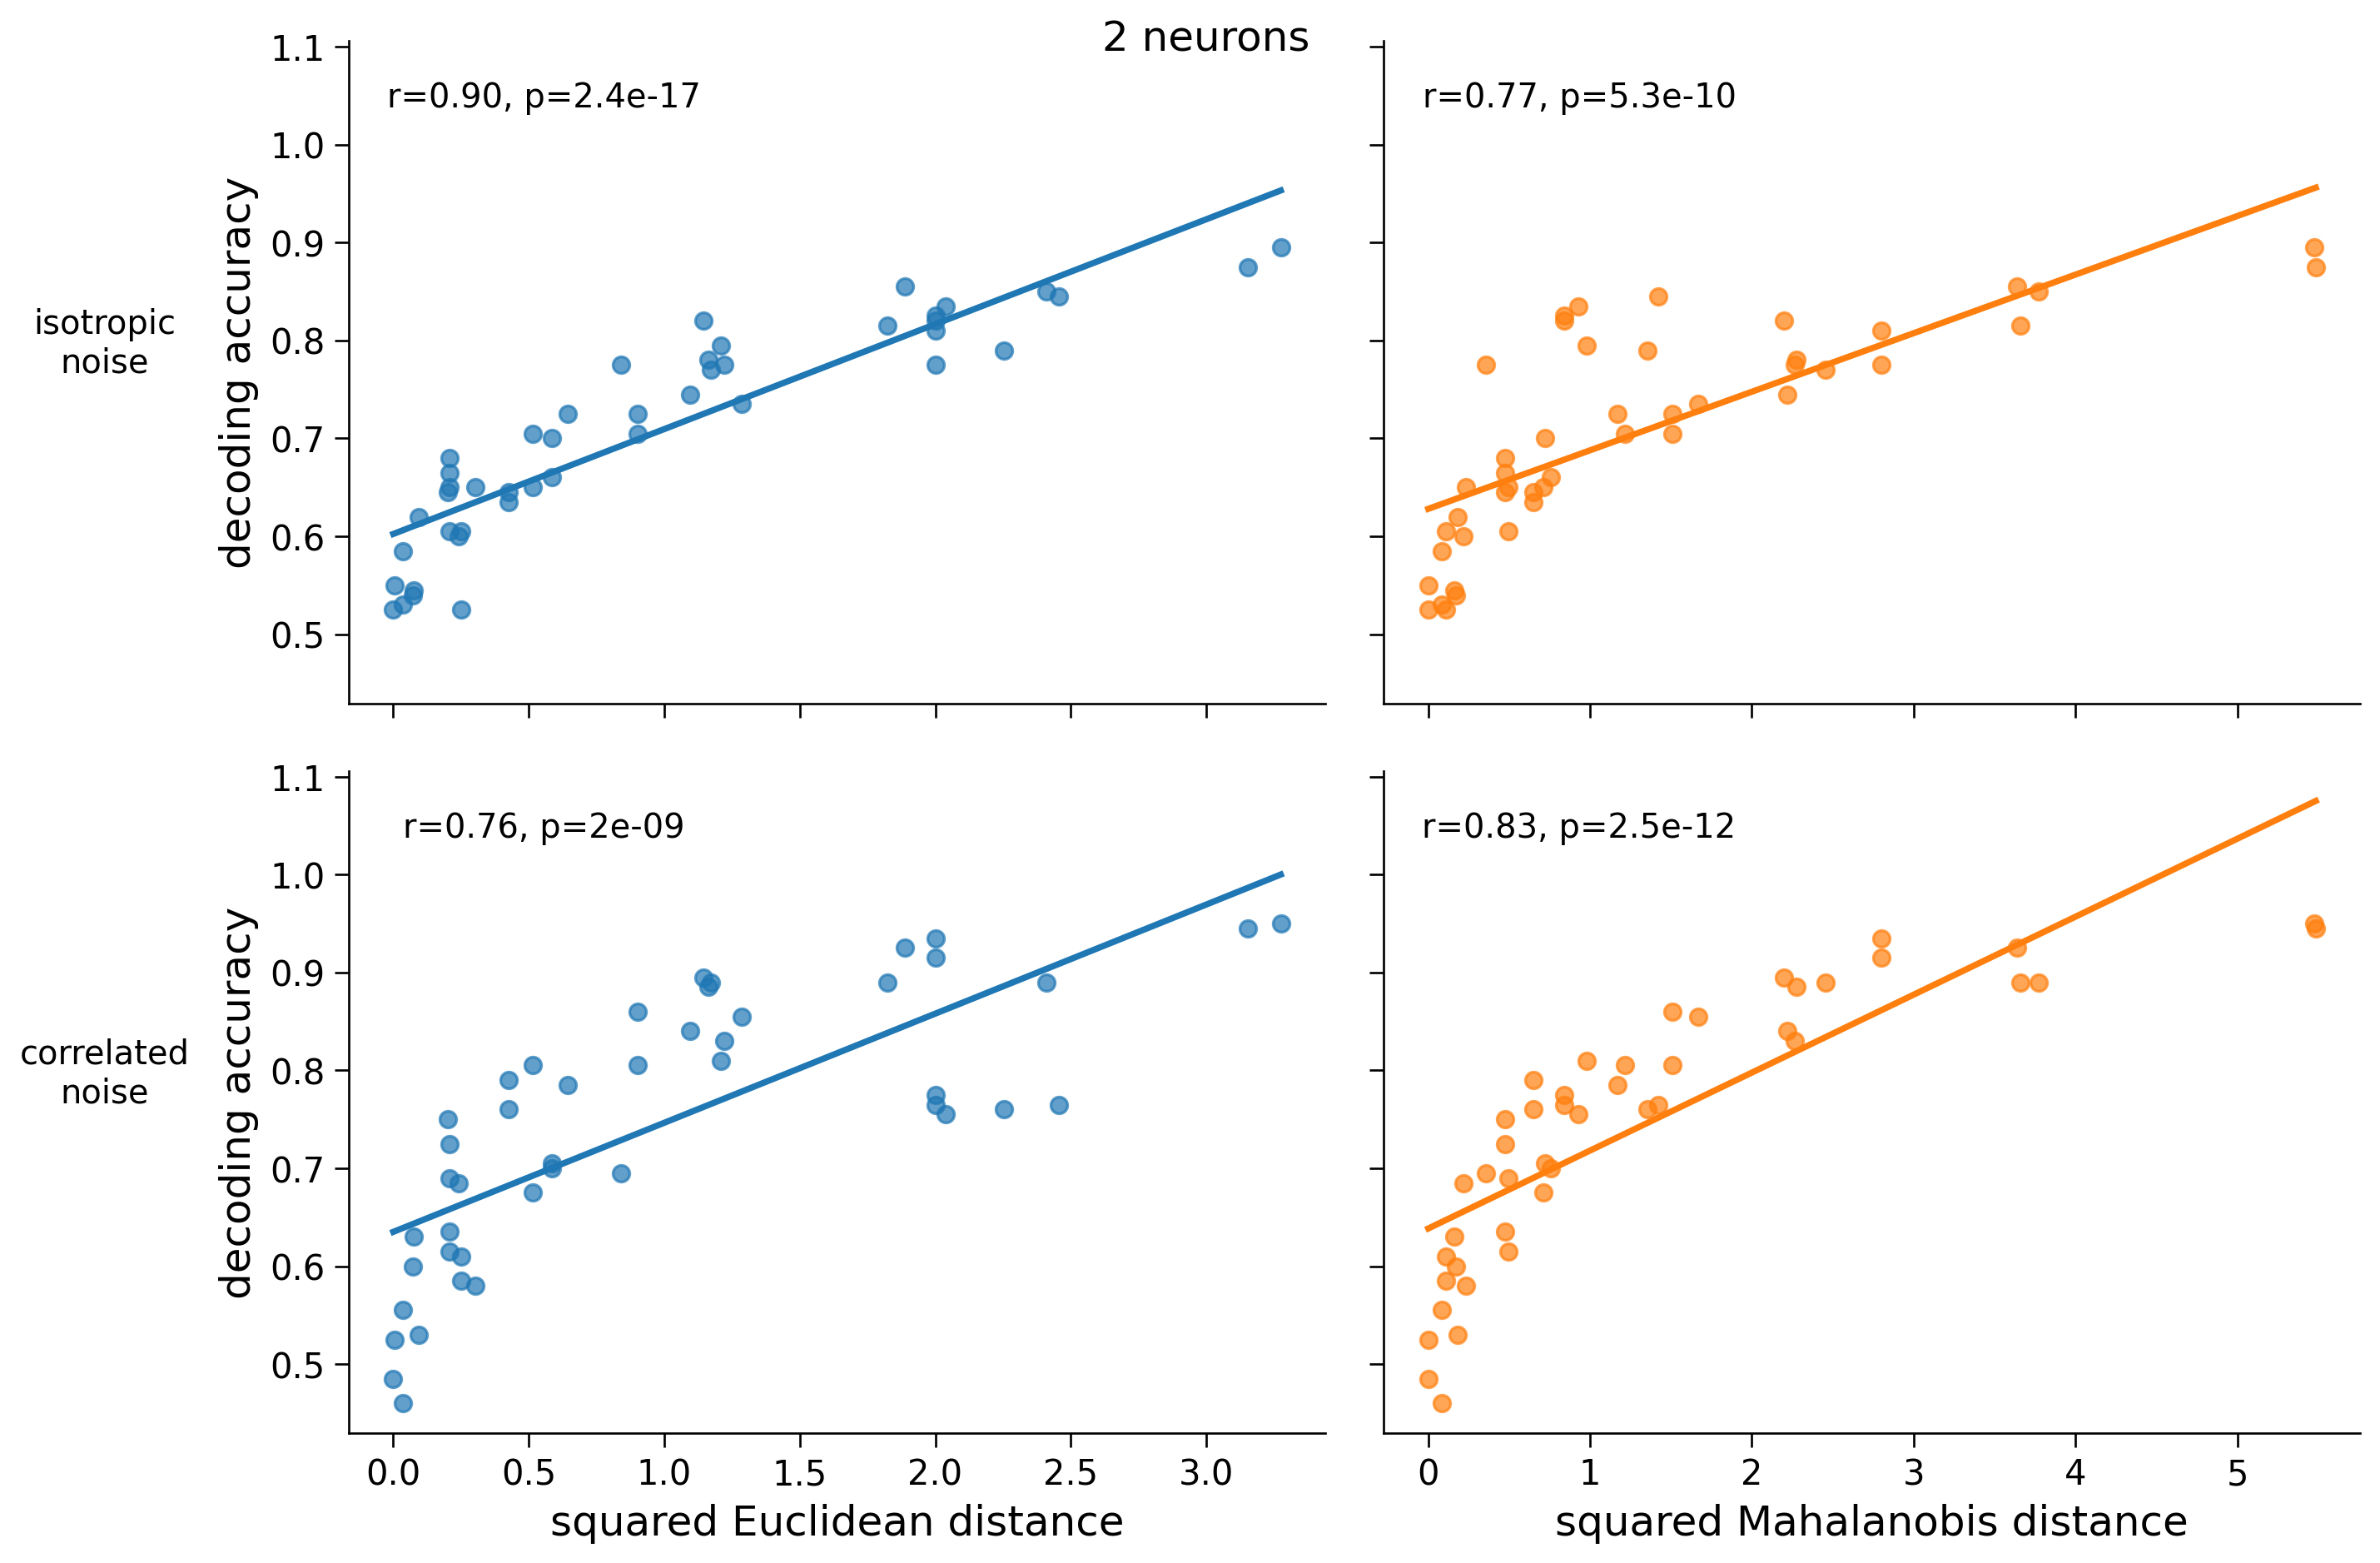 2 neurons
1.1
1.0
0.9
0.8
0.7
0.6
0.5
decoding accuracy
isotropic
noise
r=0.90, p=2.4e-17
r=0.77, p=5.3e-10
1.1
1.0
0.9
0.8
0.7
0.6
0.5
decoding accuracy
correlated
noise
r=0.76, p=2e-09
r=0.83, p=2.5e-12
0.0 0.5 1.0 1.5 2.0 2.5 3.0
squared Euclidean distance
0 1 2 3 4 5
squared Mahalanobis distance